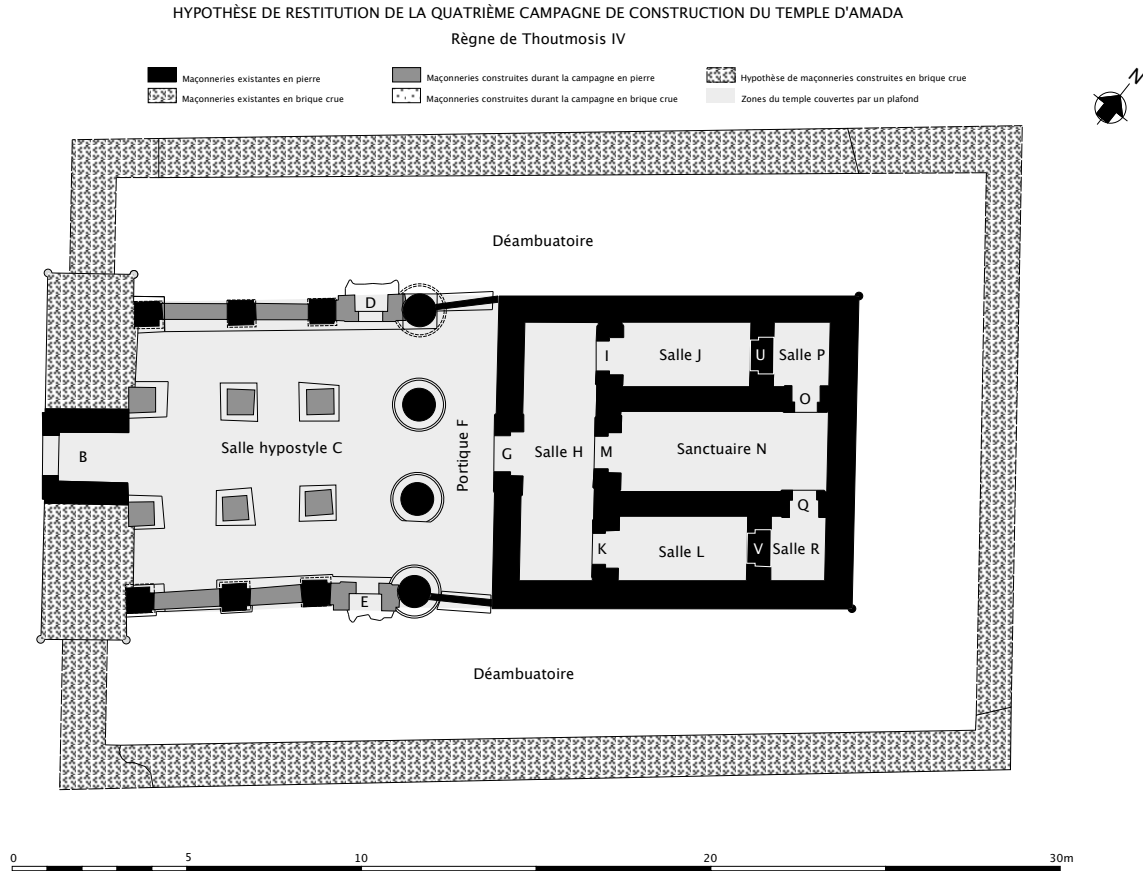 HYPOTHÈSE DE RESTITUTION DE LA QUATRIÈME CAMPAGNE DE CONSTRUCTION DU TEMPLE D'AMADA
Règne de Thoutmosis IV
Maçonneries existantes en pierre
Maçonneries construites durant la campagne en pierre
Hypothèse de maçonneries construites en brique crue
Maçonneries existantes en brique crue
Maçonneries construites durant la campagne en brique crue
Zones du temple couvertes par un plafond
N
Déambuatoire
D
I
Salle J
U
Salle P
O
B
Salle hypostyle C
Portique F
G
Salle H
M
Sanctuaire N
Q
K
Salle L
V
Salle R
E
Déambuatoire
0
5
10
20
30m